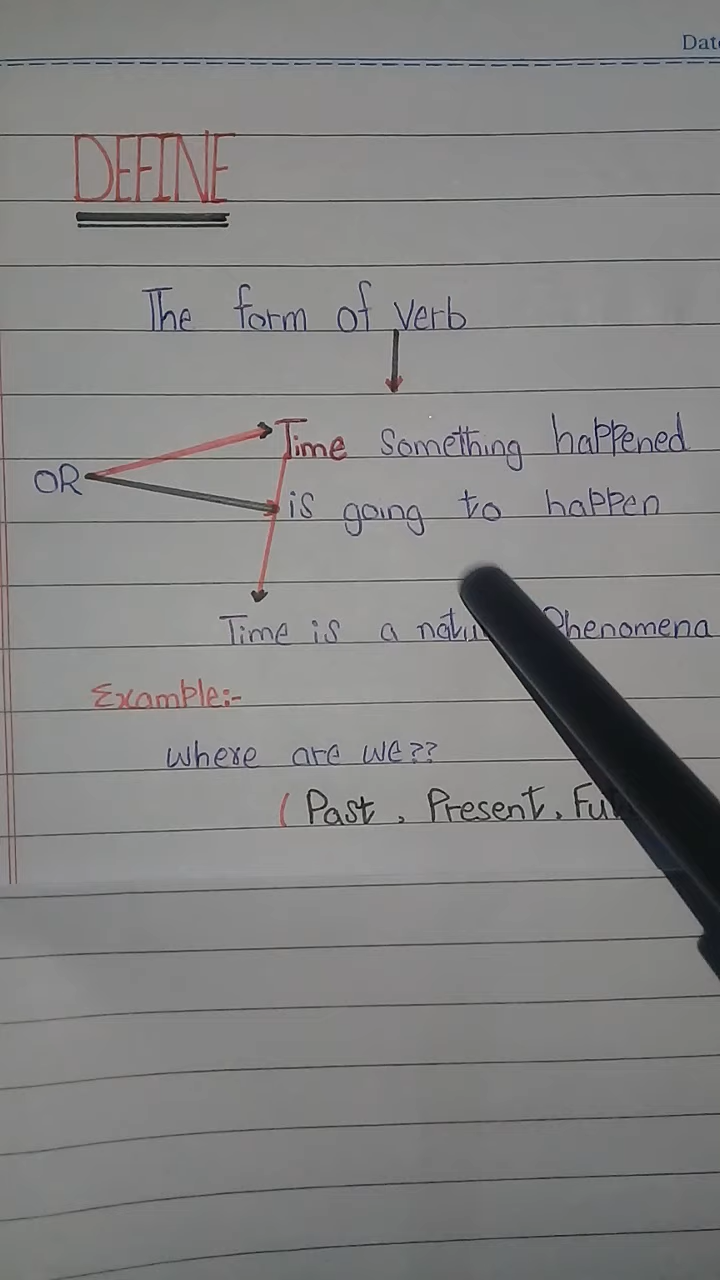 Date
DEFINE
The form of verb
Time Something happened
OR
is going to happen
Time is a Phenomena
Example:-
where are we??
( Past, Present, Fu